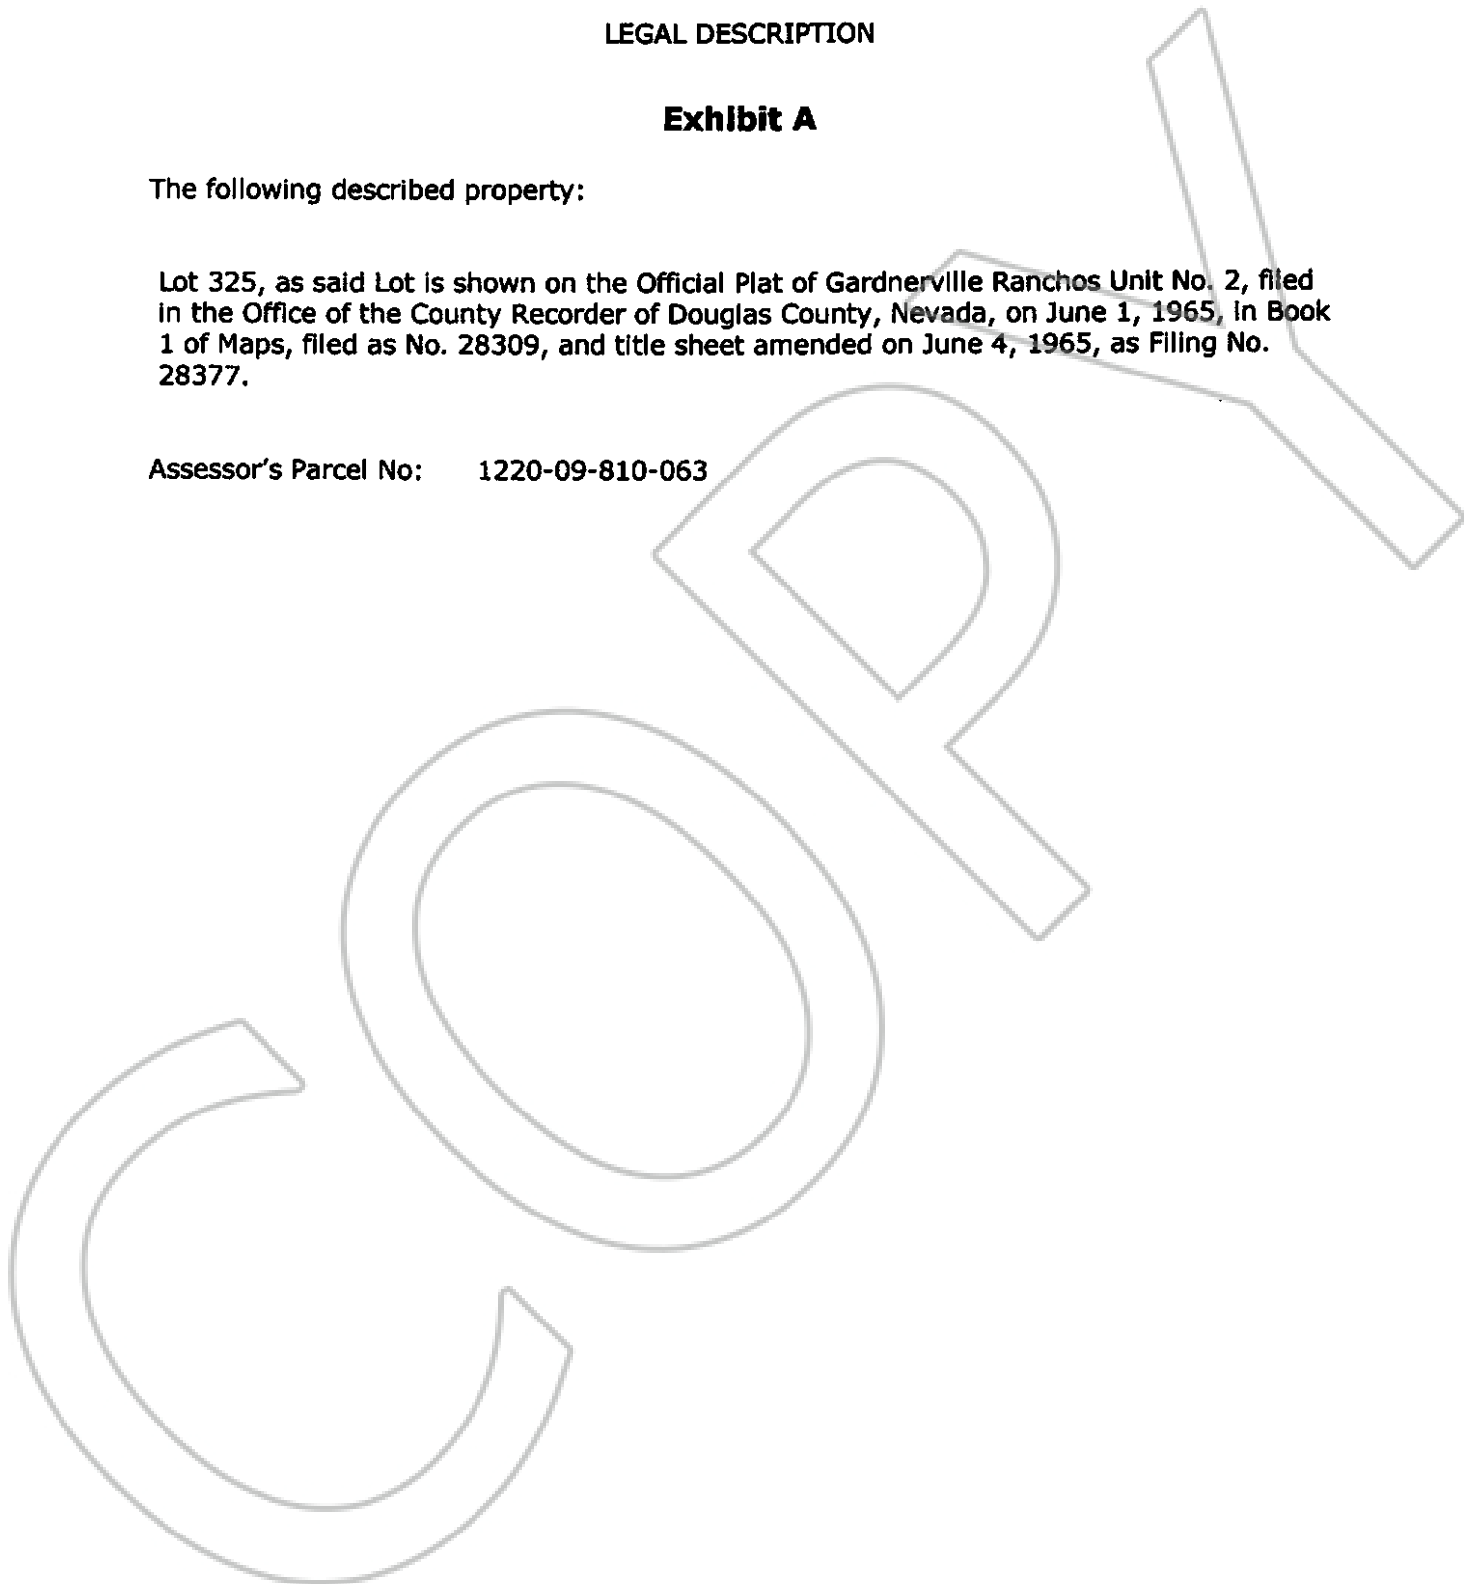 LEGAL DESCRIPTION
Exhibit A
The following described property:
Lot 325, as said Lot is shown on the Official Plat of Gardnerville Ranchos Unit No. 2, filed
in the Office of the County Recorder of Douglas County, Nevada, on June 1, 1965, in Book
1 of Maps, filed as No. 28309, and title sheet amended on June 4, 1965, as Filing No.
28377.
Assessor's Parcel No: 1220-09-810-063
COPY